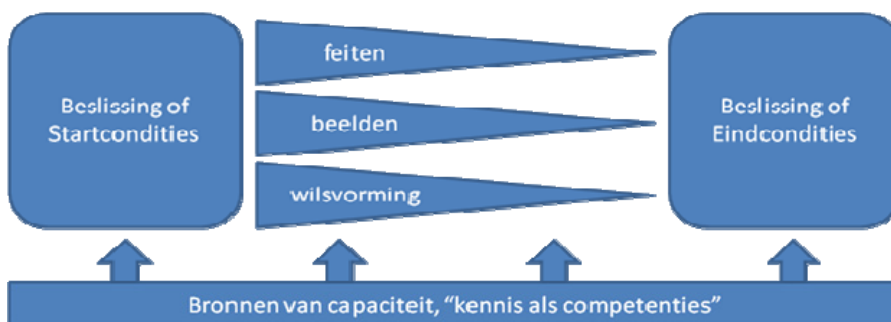 Beslissing of
Startcondities
feiten
beelden
wilsvorming
Beslissing of
Eindcondities
Bronnen van capaciteit, “kennis als competenties”